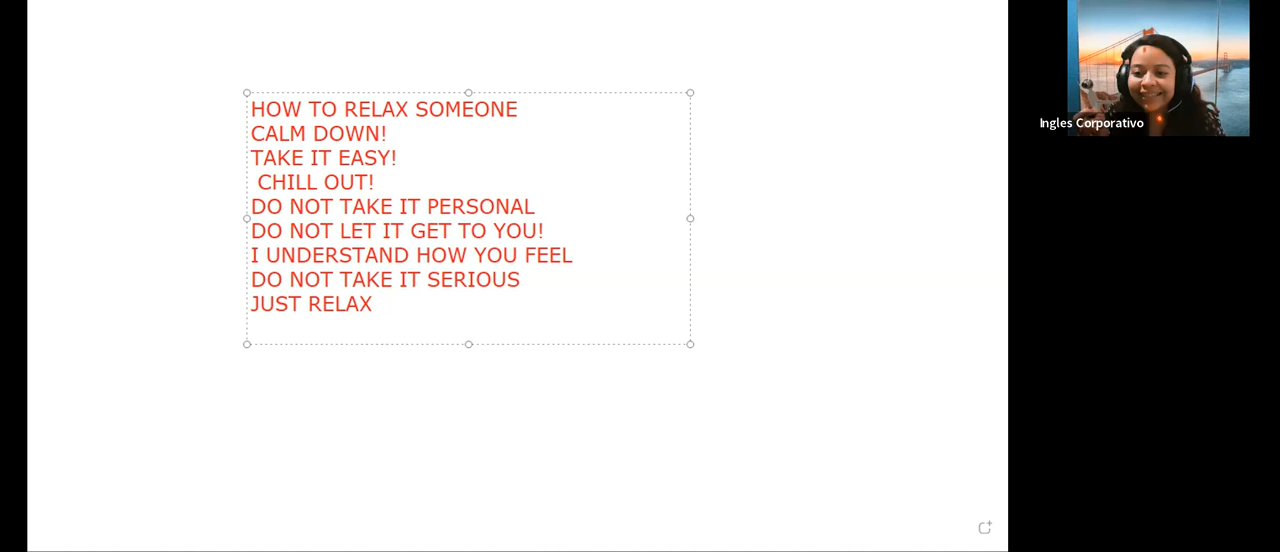 HOW TO RELAX SOMEONE
CALM DOWN!
TAKE IT EASY!
CHILL OUT!
DO NOT TAKE IT PERSONAL
DO NOT LET IT GET TO YOU!
I UNDERSTAND HOW YOU FEEL
DO NOT TAKE IT SERIOUS
JUST RELAX
Ingles Corporativo